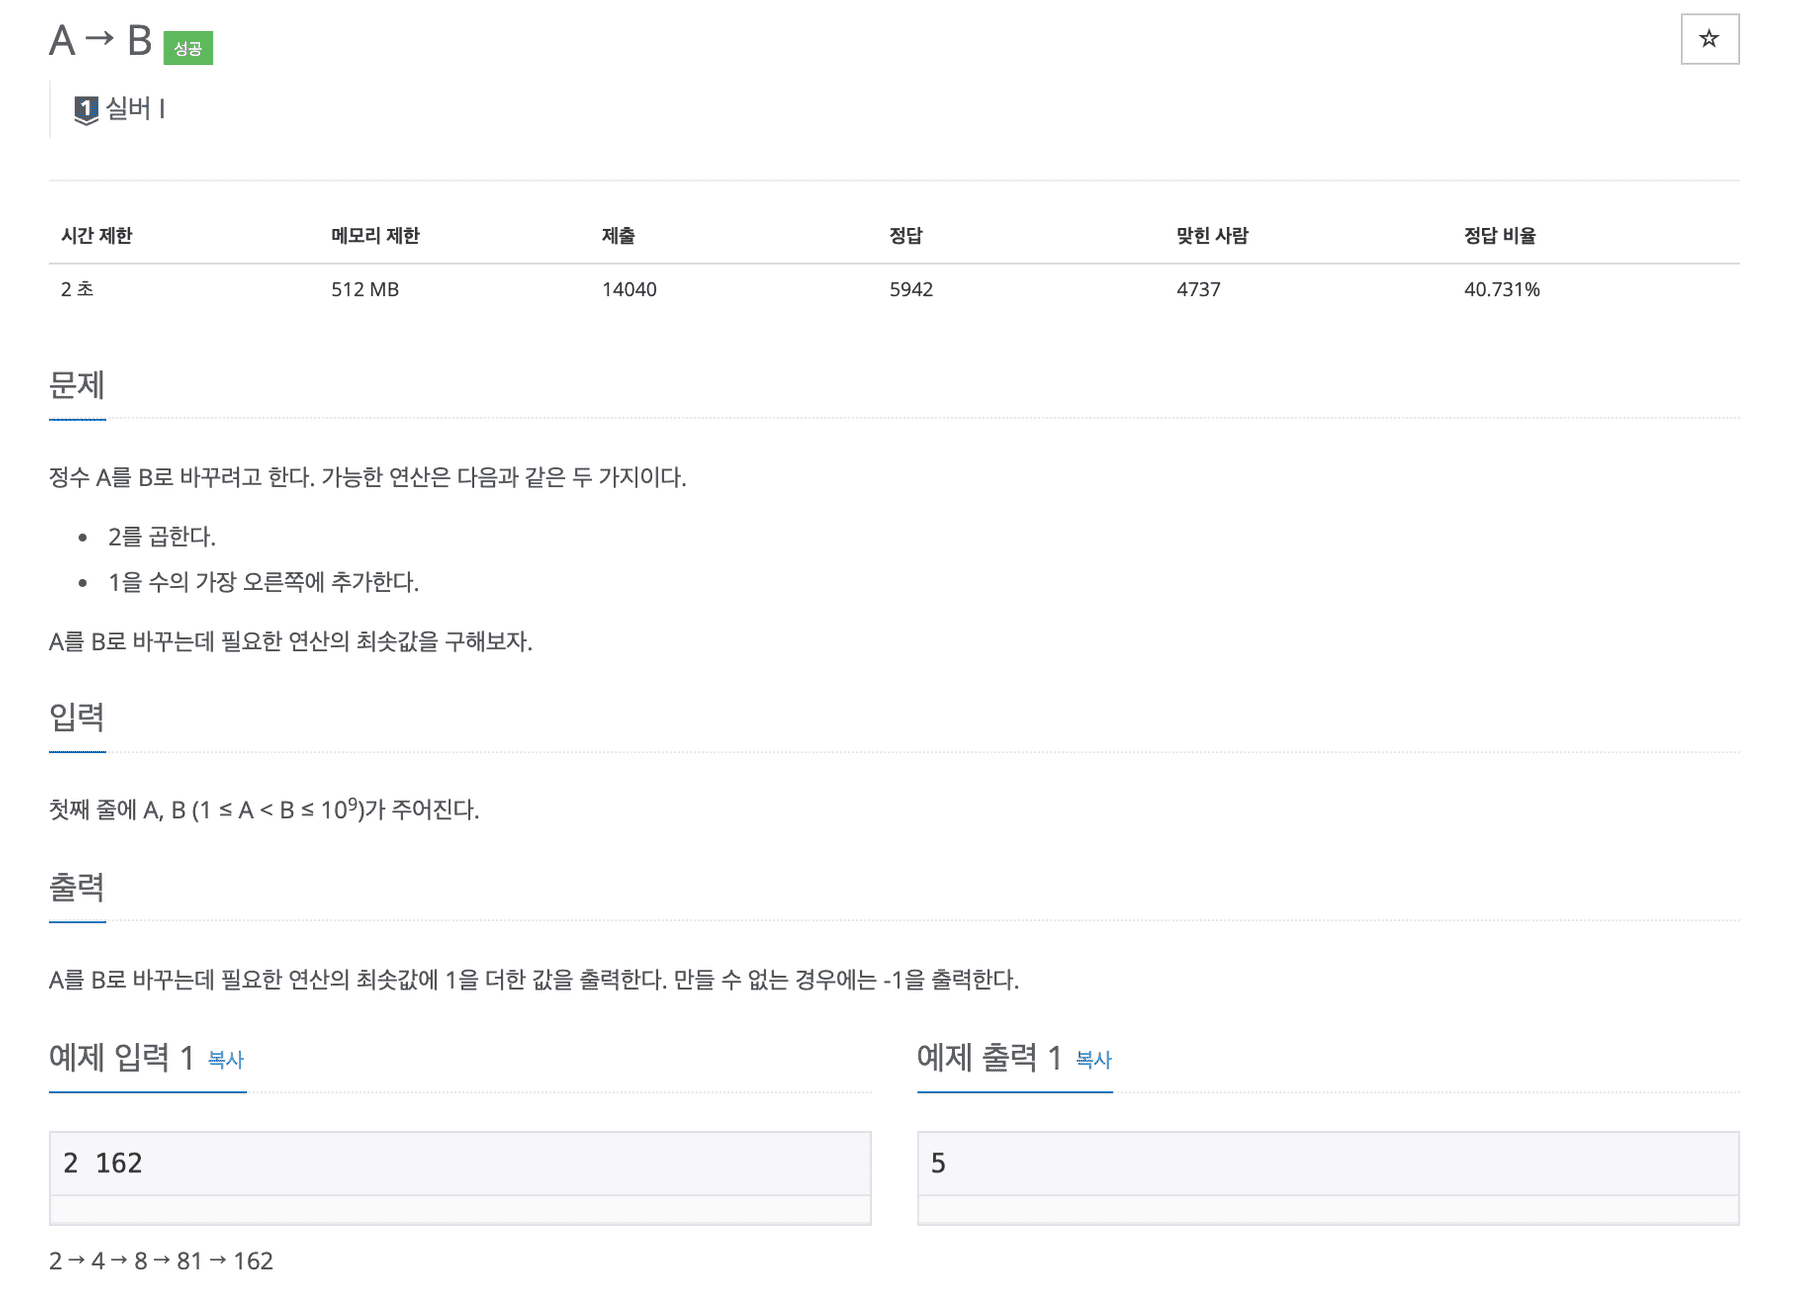 A → B 성공
☆
1 실버 I
시간 제한 메모리 제한 제출 정답 맞힌 사람 정답 비율
2 초 512 MB 14040 5942 4737 40.731%
문제
정수 A를 B로 바꾸려고 한다. 가능한 연산은 다음과 같은 두 가지이다.
• 2를 곱한다.
• 1을 수의 가장 오른쪽에 추가한다.
A를 B로 바꾸는데 필요한 연산의 최솟값을 구해보자.
입력
첫째 줄에 A, B (1 ≤ A < B ≤ 10⁹)가 주어진다.
출력
A를 B로 바꾸는데 필요한 연산의 최솟값에 1을 더한 값을 출력한다. 만들 수 없는 경우에는 -1을 출력한다.
예제 입력 1 복사
2 162
예제 출력 1 복사
5
2 → 4 → 8 → 81 → 162